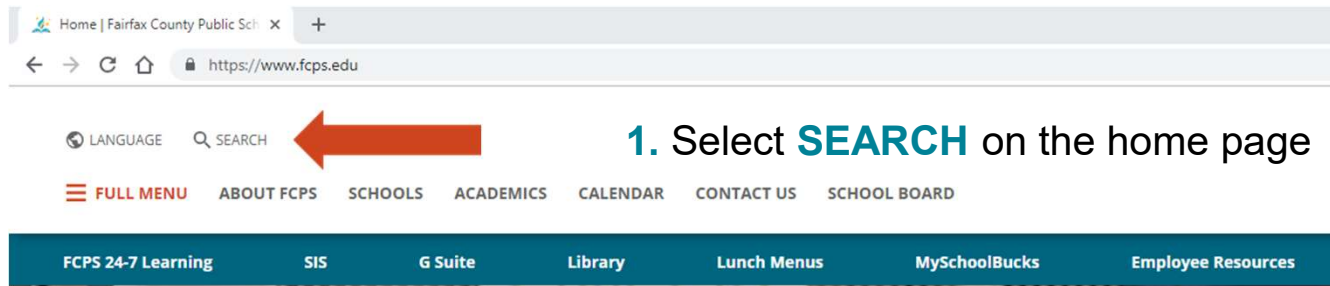 Home | Fairfax County Public Sch
https://www.fcps.edu
LANGUAGE SEARCH
1. Select SEARCH on the home page
FULL MENU ABOUT FCPS SCHOOLS ACADEMICS CALENDAR CONTACT US SCHOOL BOARD
FCPS 24-7 Learning SIS G Suite Library Lunch Menus MySchoolBucks Employee Resources